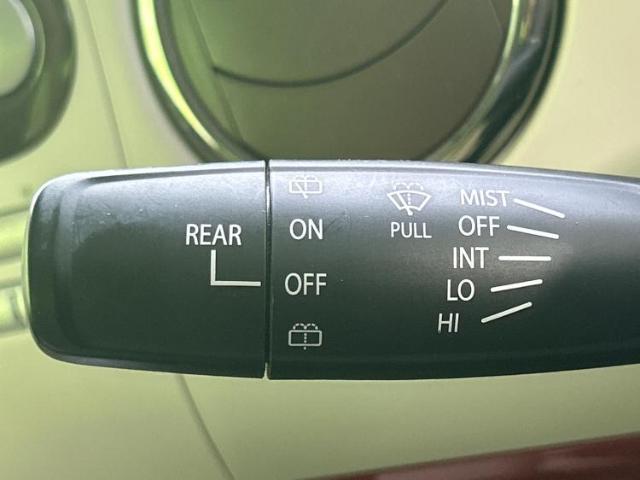 REAR
ON
OFF
PULL
MIST
OFF
INT
LO
HI